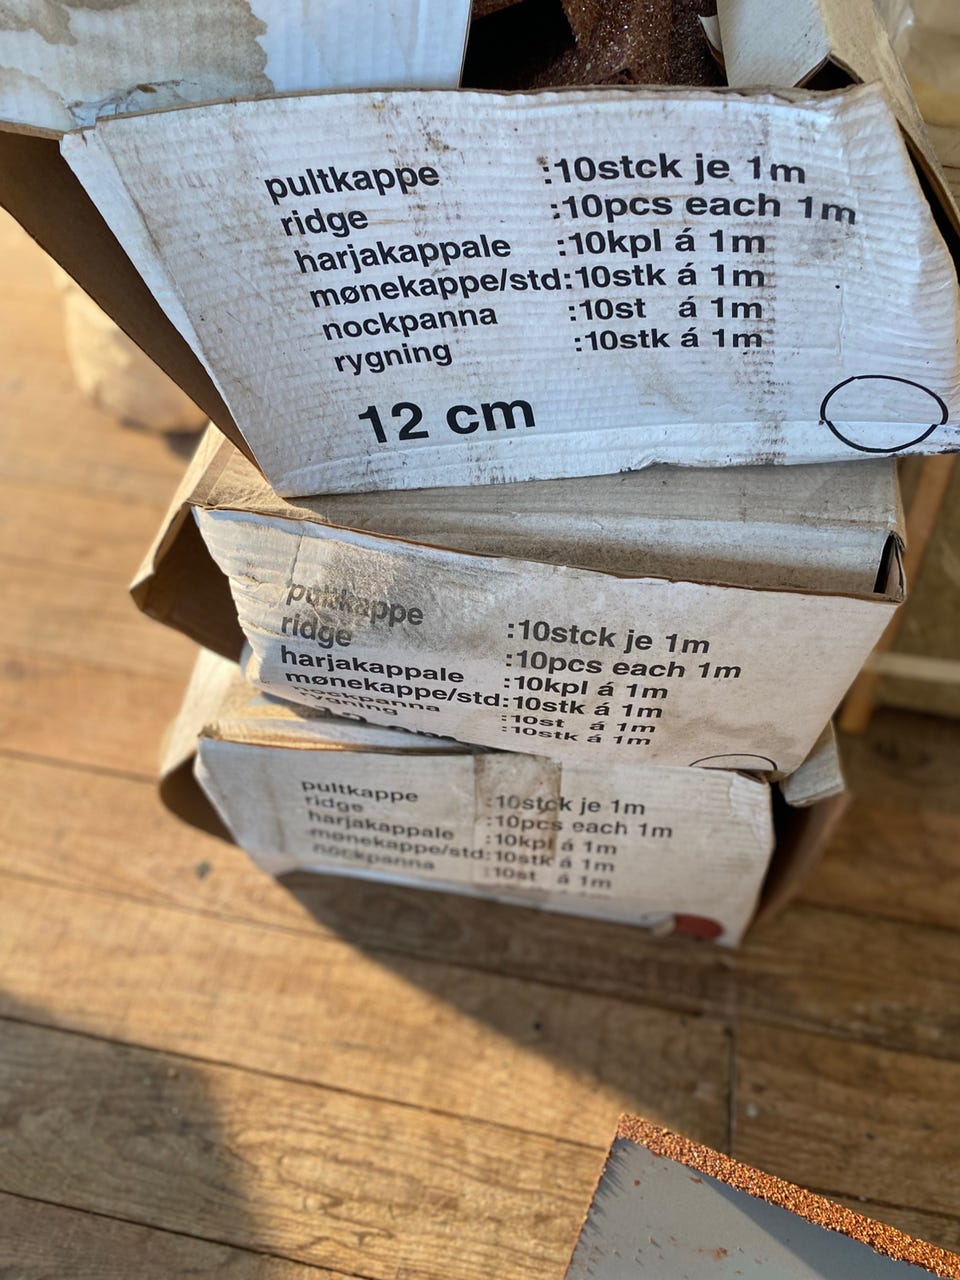 pultkappe :10stck je 1m
ridge :10pcs each 1m
harjakappale :10kpl á 1m
mønekappe/std:10stk á 1m
nockpanna :10st á 1m
rygning :10stk á 1m
12 cm
pultkappe :10stck je 1m
ridge :10pcs each 1m
harjakappale :10kpl á 1m
mønekappe/std:10stk á 1m
nockpanna :10st á 1m
rygning :10stk á 1m
pultkappe :10stck je 1m
ridge :10pcs each 1m
harjakappale :10kpl á 1m
mønekappe/std:10stk á 1m
nockpanna :10st á 1m